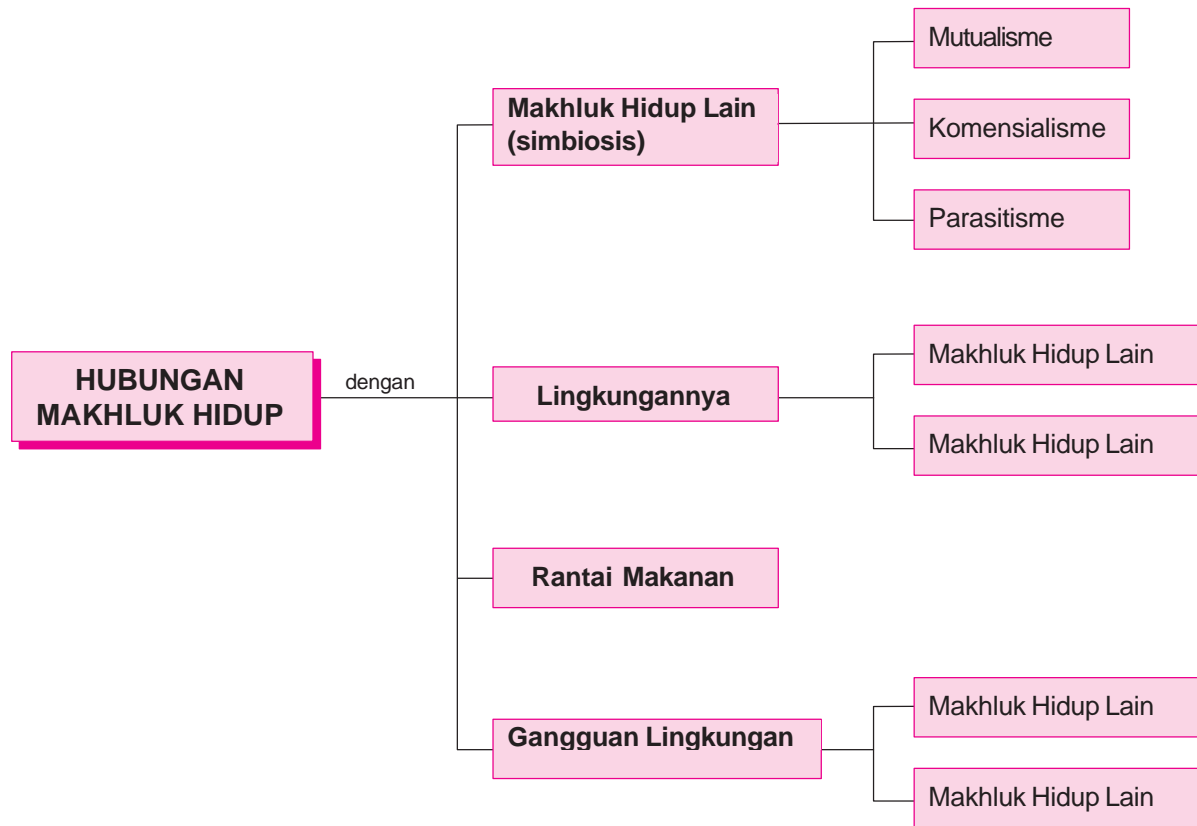 HUBUNGAN
MAKHLUK HIDUP
dengan
Makhluk Hidup Lain
(simbiosis)
Mutualisme
Komensialisme
Parasitisme
Lingkungannya
Makhluk Hidup Lain
Makhluk Hidup Lain
Rantai Makanan
Gangguan Lingkungan
Makhluk Hidup Lain
Makhluk Hidup Lain